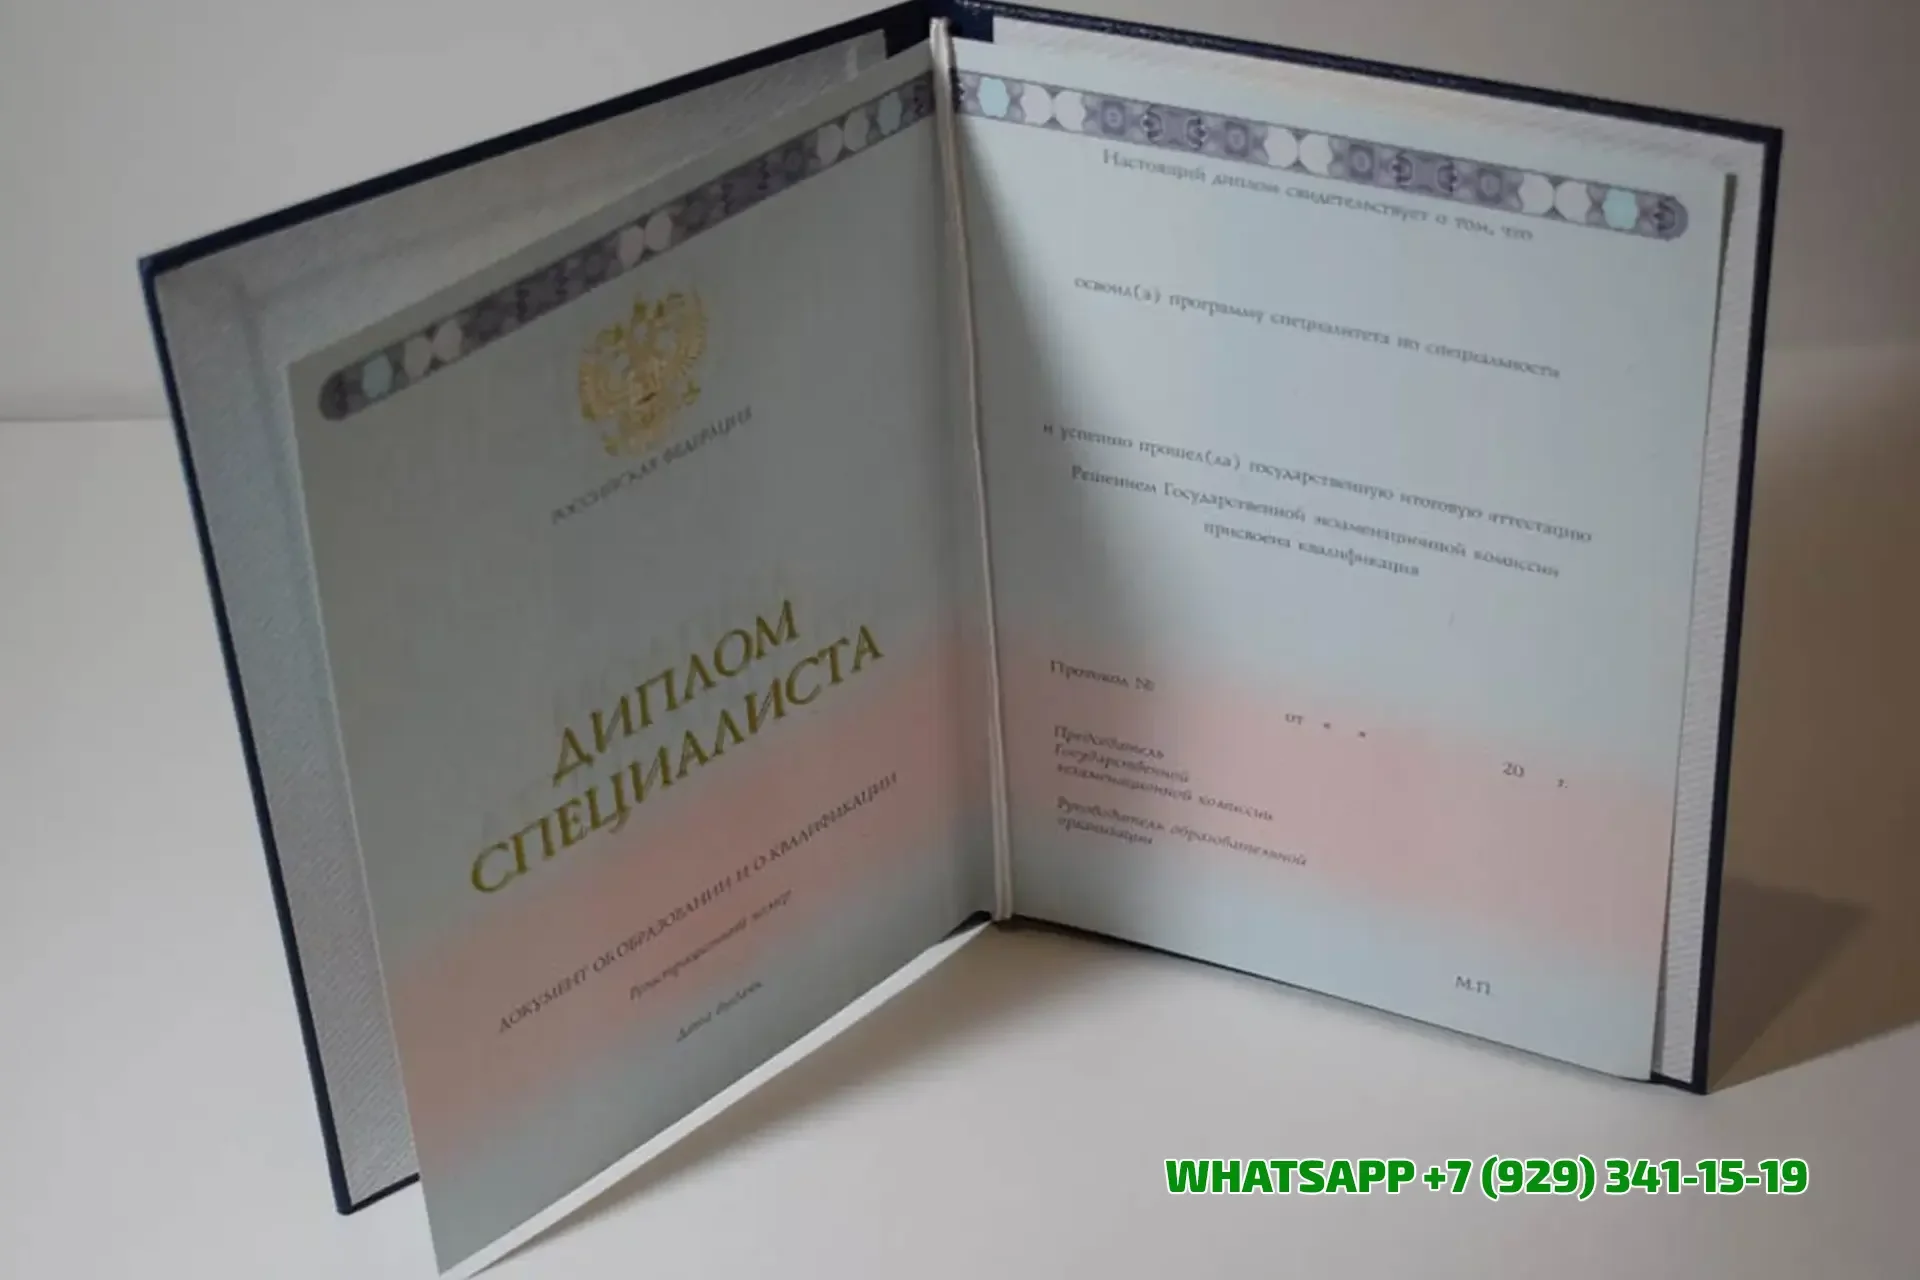 РОССИЙСКАЯ ФЕДЕРАЦИЯ
ДИПЛОМ
СПЕЦИАЛИСТА
ДОКУМЕНТ ОБ ОБРАЗОВАНИИ И О КВАЛИФИКАЦИИ
Регистрационный номер
Дата выдачи
Настоящий диплом свидетельствует о том, что
освоил(а) программу специалитета по специальности
и успешно прошел(ла) государственную итоговую аттестацию
Решением Государственной экзаменационной комиссии
присвоена квалификация
Протокол №
от « » 20 г.
Председатель
Государственной
экзаменационной комиссии
Руководитель образовательной
организации
М.П.
WHATSAPP +7 (929) 341-15-19